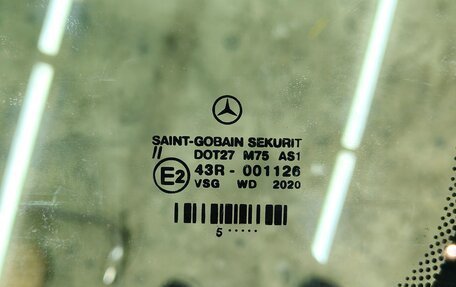 SAINT-GOBAIN SEKURIT
// DOT27 M75 AS1
E2 43R - 001126
VSG WD 2020
5 ·····